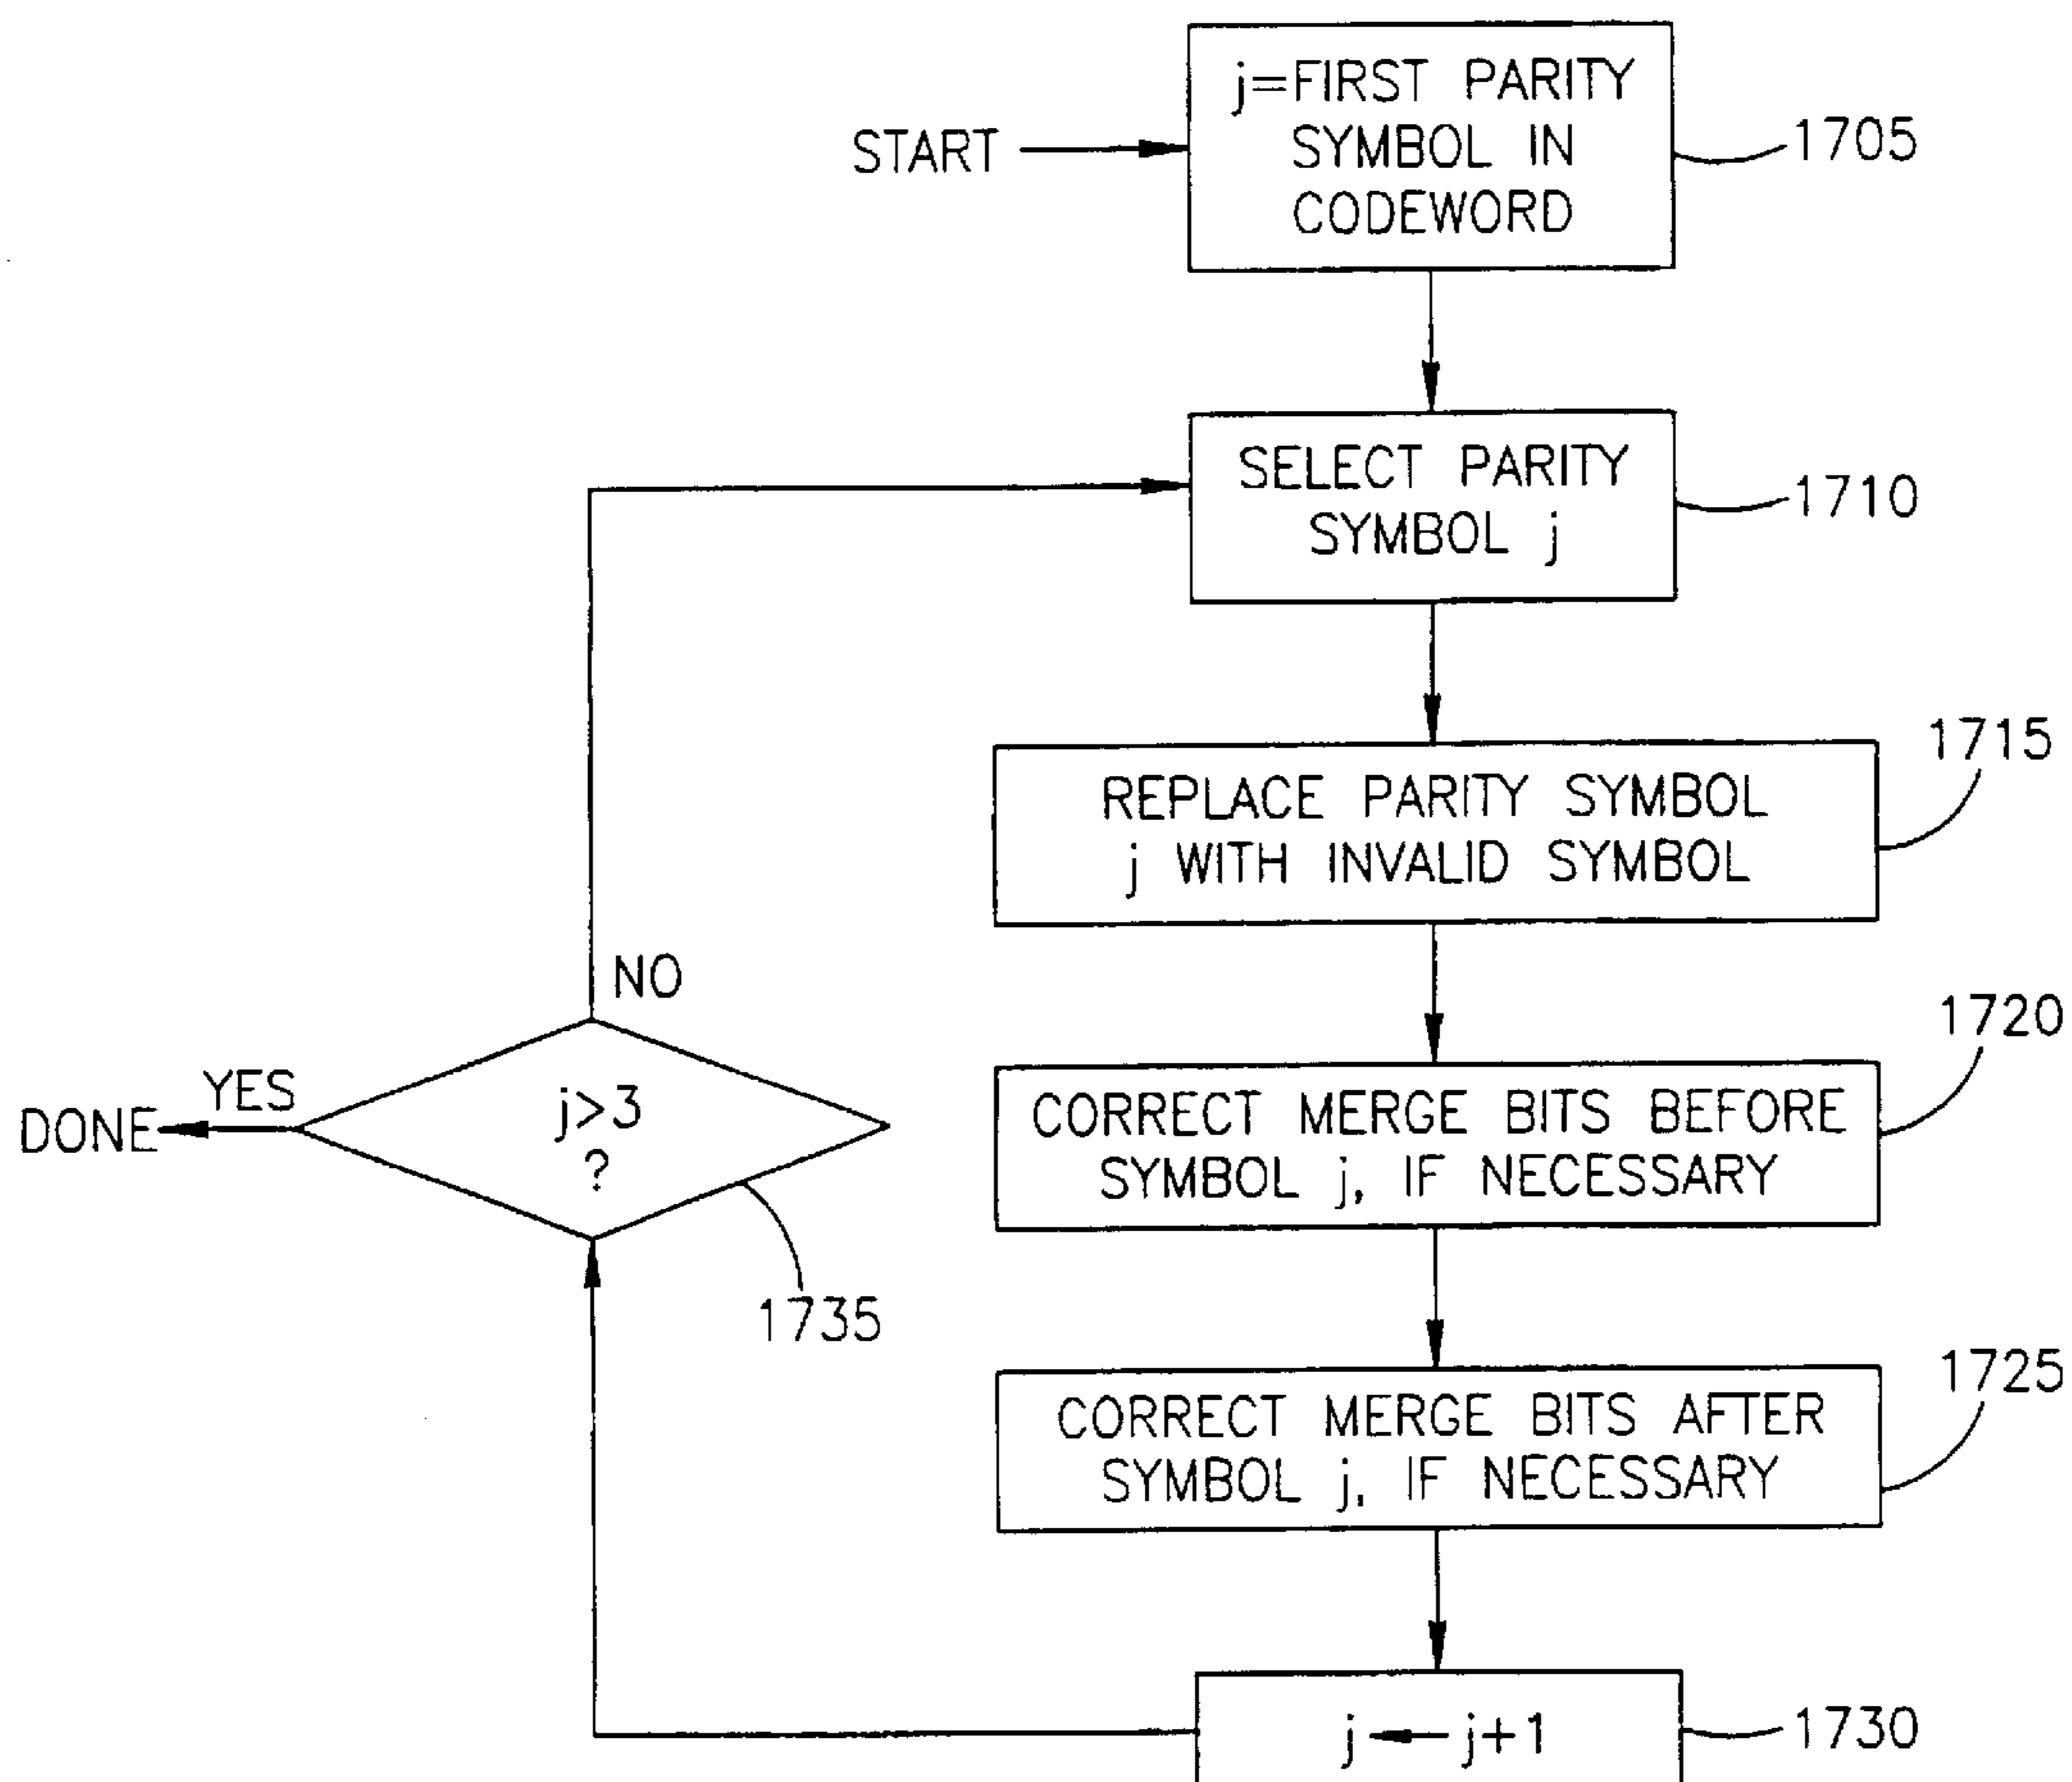 j=FIRST PARITY
SYMBOL IN
CODEWORD
START
1705
SELECT PARITY
SYMBOL j
1710
1715
REPLACE PARITY SYMBOL
j WITH INVALID SYMBOL
NO
1720
YES
DONE
j>3
?
CORRECT MERGE BITS BEFORE
SYMBOL j, IF NECESSARY
1735
1725
CORRECT MERGE BITS AFTER
SYMBOL j, IF NECESSARY
j←j+1
1730